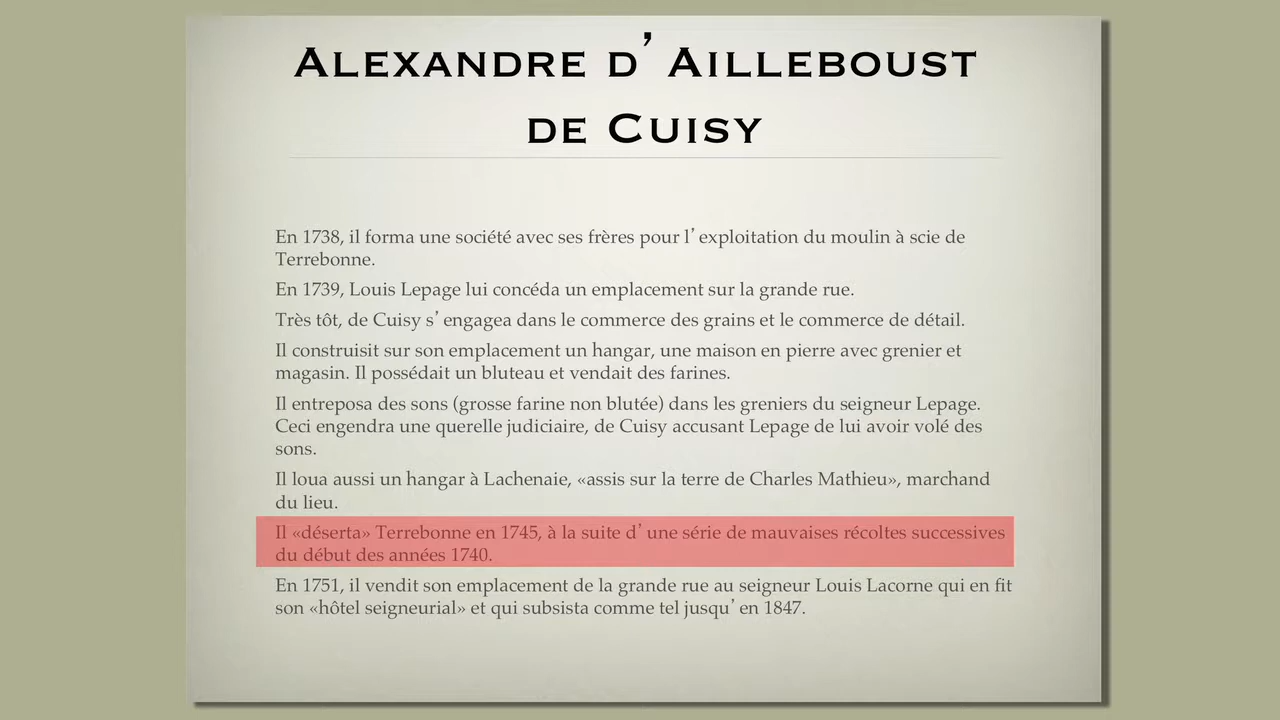 Alexandre d’Ailleboust
de Cuisy
En 1738, il forma une société avec ses frères pour l’exploitation du moulin à scie de
Terrebonne.
En 1739, Louis Lepage lui concéda un emplacement sur la grande rue.
Très tôt, de Cuisy s’engagea dans le commerce des grains et le commerce de détail.
Il construisit sur son emplacement un hangar, une maison en pierre avec grenier et
magasin. Il possédait un bluteau et vendait des farines.
Il entreposa des sons (grosse farine non blutée) dans les greniers du seigneur Lepage.
Ceci engendra une querelle judiciaire, de Cuisy accusant Lepage de lui avoir volé des
sons.
Il loua aussi un hangar à Lachenaie, «assis sur la terre de Charles Mathieu», marchand
du lieu.
Il «déserta» Terrebonne en 1745, à la suite d’une série de mauvaises récoltes successives
du début des années 1740.
En 1751, il vendit son emplacement de la grande rue au seigneur Louis Lacorne qui en fit
son «hôtel seigneurial» et qui subsista comme tel jusqu’en 1847.